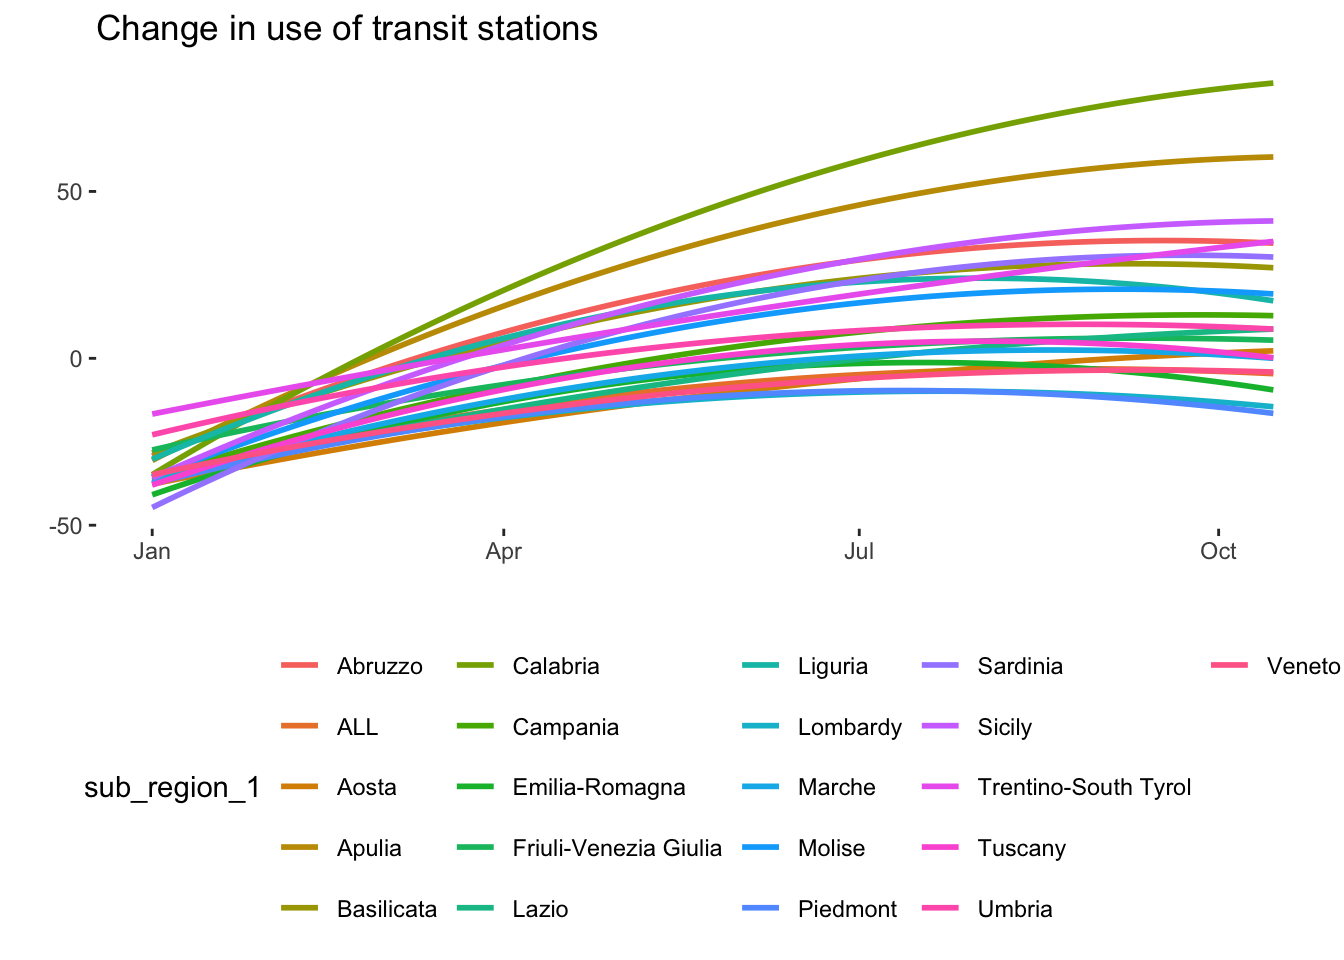 Change in use of transit stations
50
0
-50
Jan Apr Jul Oct
Abruzzo Calabria Liguria Sardinia Veneto
ALL Campania Lombardy Sicily
sub_region_1 Aosta Emilia-Romagna Marche Trentino-South Tyrol
Apulia Friuli-Venezia Giulia Molise Tuscany
Basilicata Lazio Piedmont Umbria